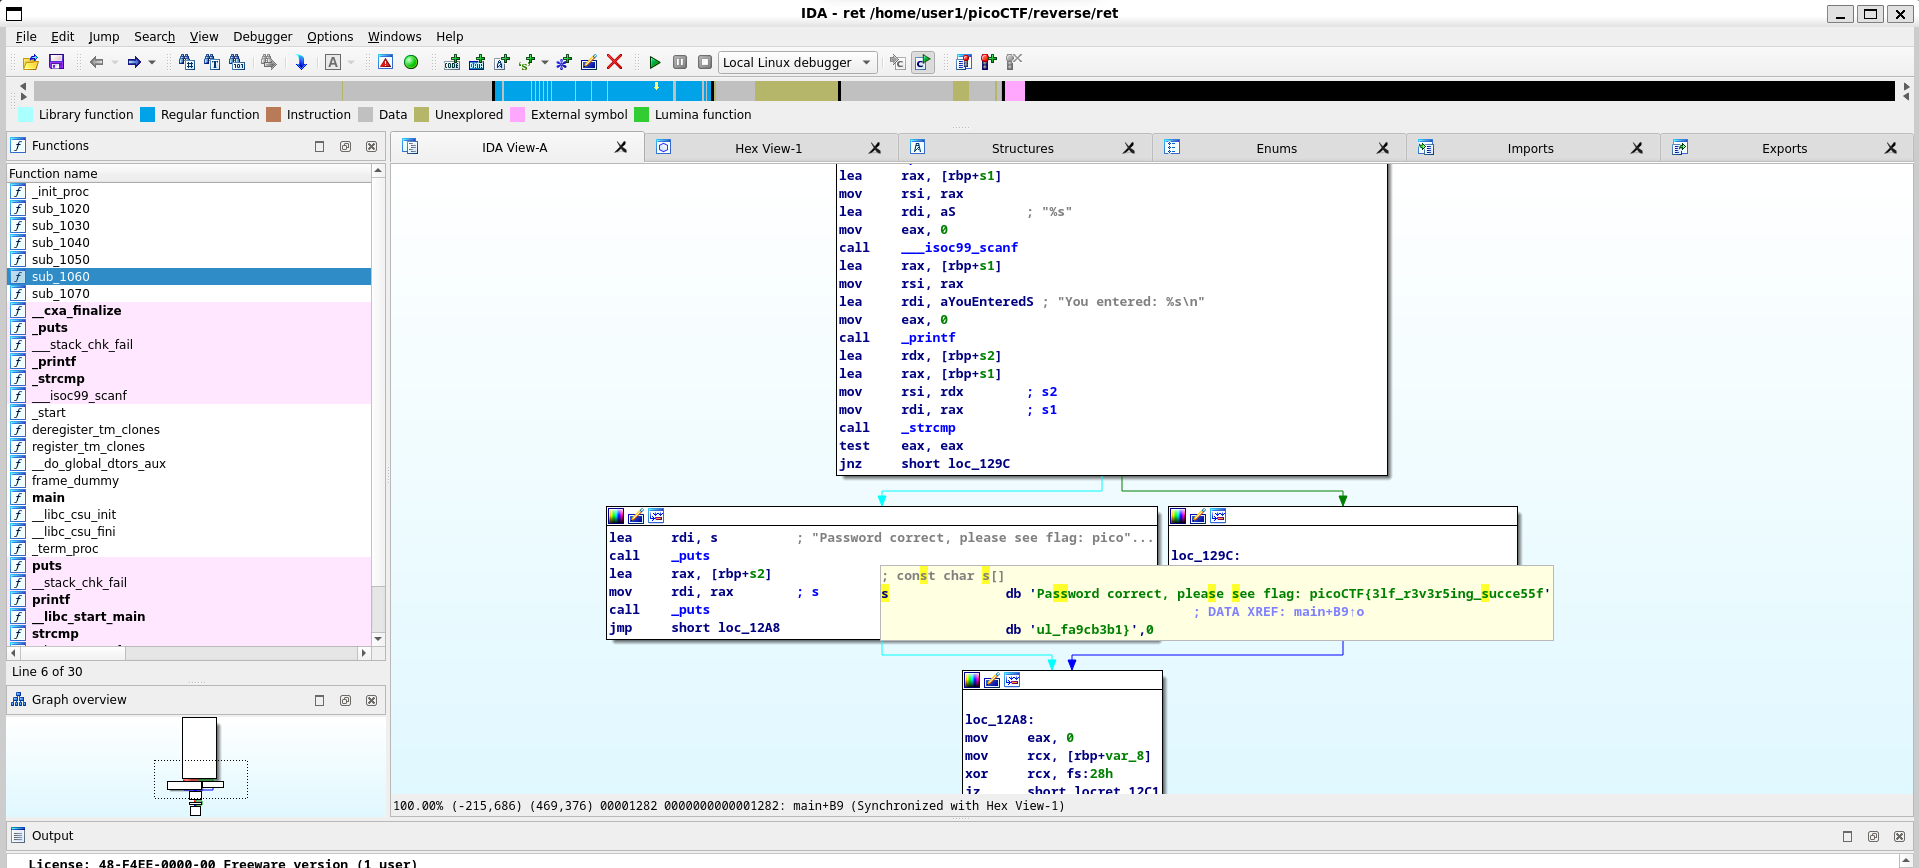 IDA - ret /home/user1/picoCTF/reverse/ret
File Edit Jump Search View Debugger Options Windows Help
Local Linux debugger
Library function Regular function Instruction Data Unexplored External symbol Lumina function
Functions
IDA View-A Hex View-1 Structures Enums Imports Exports
Function name
_init_proc
sub_1020
sub_1030
sub_1040
sub_1050
sub_1060
sub_1070
__cxa_finalize
_puts
___stack_chk_fail
_printf
_strcmp
___isoc99_scanf
_start
deregister_tm_clones
register_tm_clones
__do_global_dtors_aux
frame_dummy
main
__libc_csu_init
__libc_csu_fini
_term_proc
puts
__stack_chk_fail
printf
__libc_start_main
strcmp
Line 6 of 30
Graph overview
lea rax, [rbp+s1]
mov rsi, rax
lea rdi, aS ; "%s"
mov eax, 0
call ___isoc99_scanf
lea rax, [rbp+s1]
mov rsi, rax
lea rdi, aYouEnteredS ; "You entered: %s\n"
mov eax, 0
call _printf
lea rdx, [rbp+s2]
lea rax, [rbp+s1]
mov rsi, rdx ; s2
mov rdi, rax ; s1
call _strcmp
test eax, eax
jnz short loc_129C
lea rdi, s ; "Password correct, please see flag: pico"...
call _puts
lea rax, [rbp+s2]
mov rdi, rax ; s
call _puts
jmp short loc_12A8
loc_129C:
; const char s[]
s db 'Password correct, please see flag: picoCTF{3lf_r3v3r5ing_succe55f'
; DATA XREF: main+B9↑o
db 'ul_fa9cb3b1}',0
loc_12A8:
mov eax, 0
mov rcx, [rbp+var_8]
xor rcx, fs:28h
jz short locret_12C1
100.00% (-215,686) (469,376) 00001282 0000000000001282: main+B9 (Synchronized with Hex View-1)
Output
License: 48-F4EE-0000-00 Freeware version (1 user)